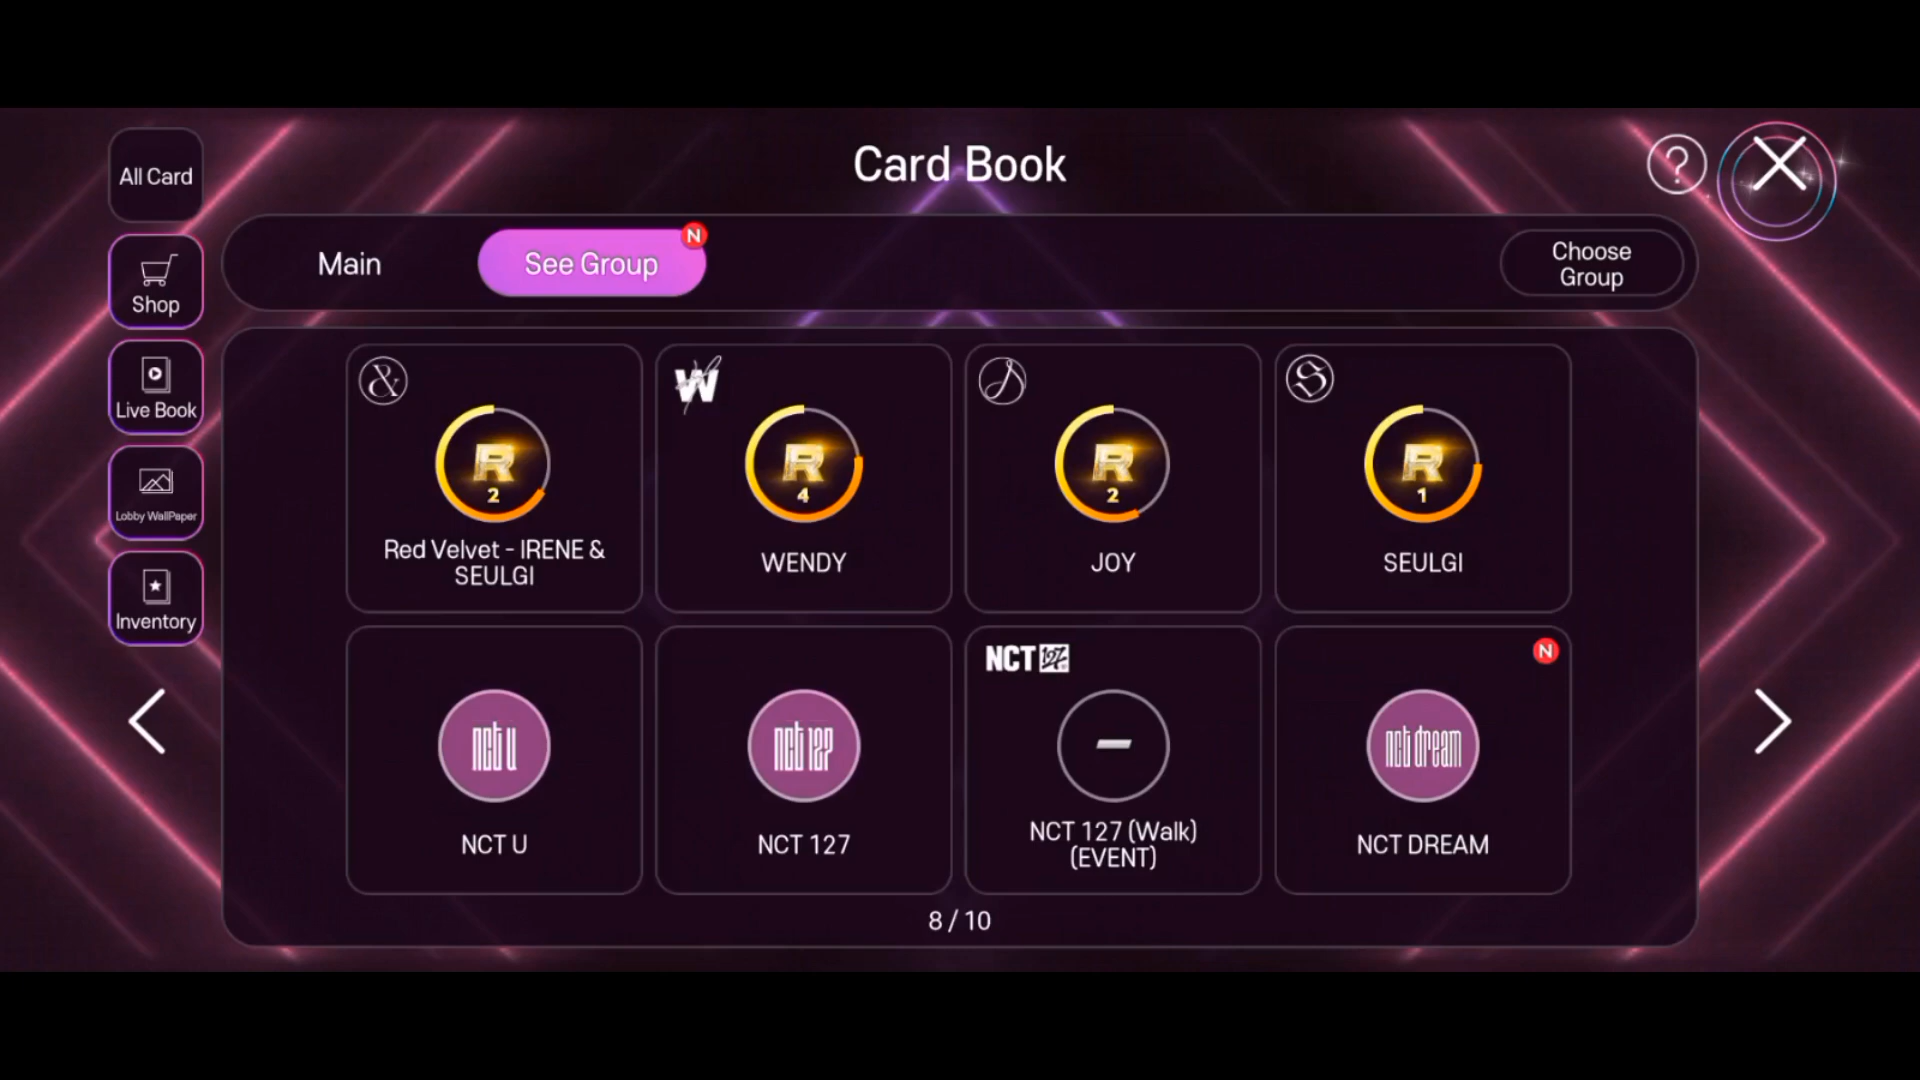 All Card
Card Book
?
Main
See Group
N
Choose
Group
Shop
Live Book
Lobby WallPaper
Inventory
&
R
2
Red Velvet - IRENE &
SEULGI
W
R
4
WENDY
J
R
2
JOY
S
R
1
SEULGI
nct u
NCT U
nct 127
NCT 127
NCT 127
NCT 127 (Walk)
(EVENT)
N
nct dream
NCT DREAM
8 / 10